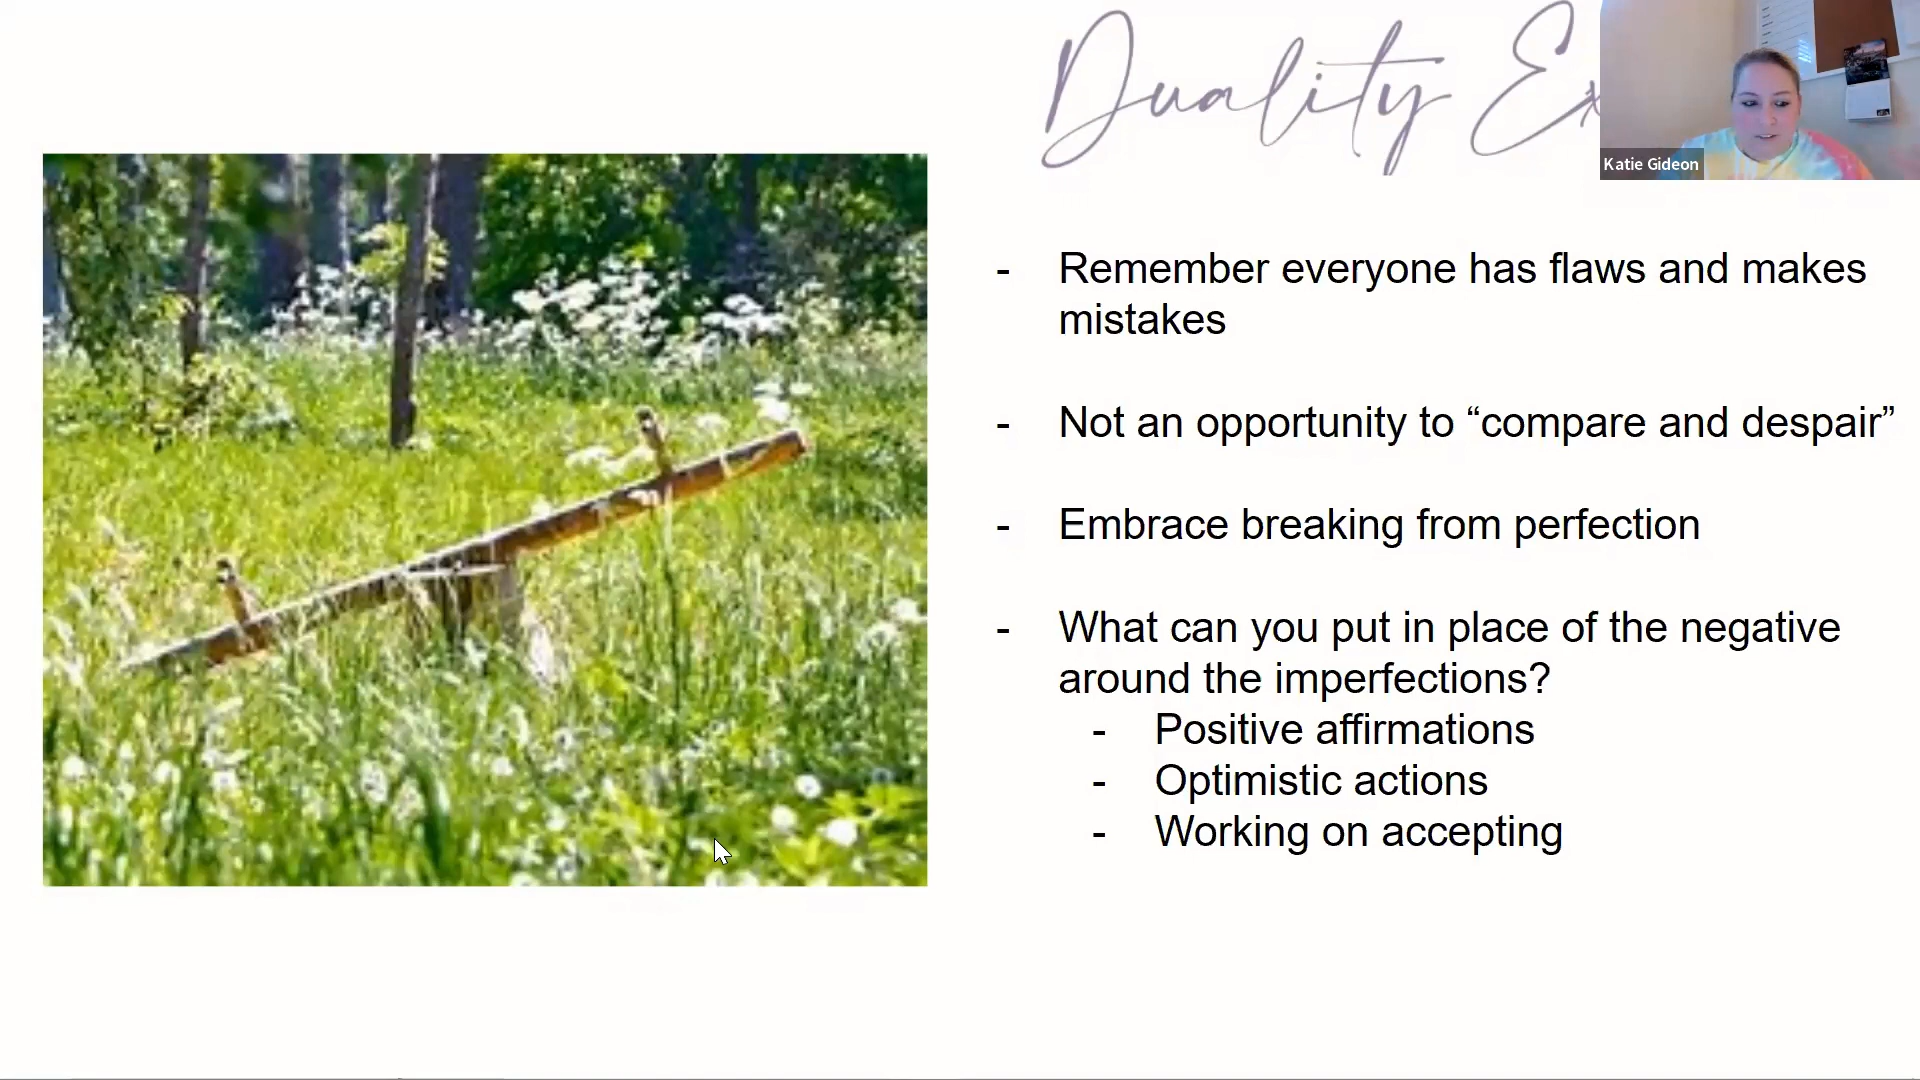 Duality Ex
Katie Gideon
- Remember everyone has flaws and makes
mistakes
- Not an opportunity to “compare and despair”
- Embrace breaking from perfection
- What can you put in place of the negative
around the imperfections?
- Positive affirmations
- Optimistic actions
- Working on accepting